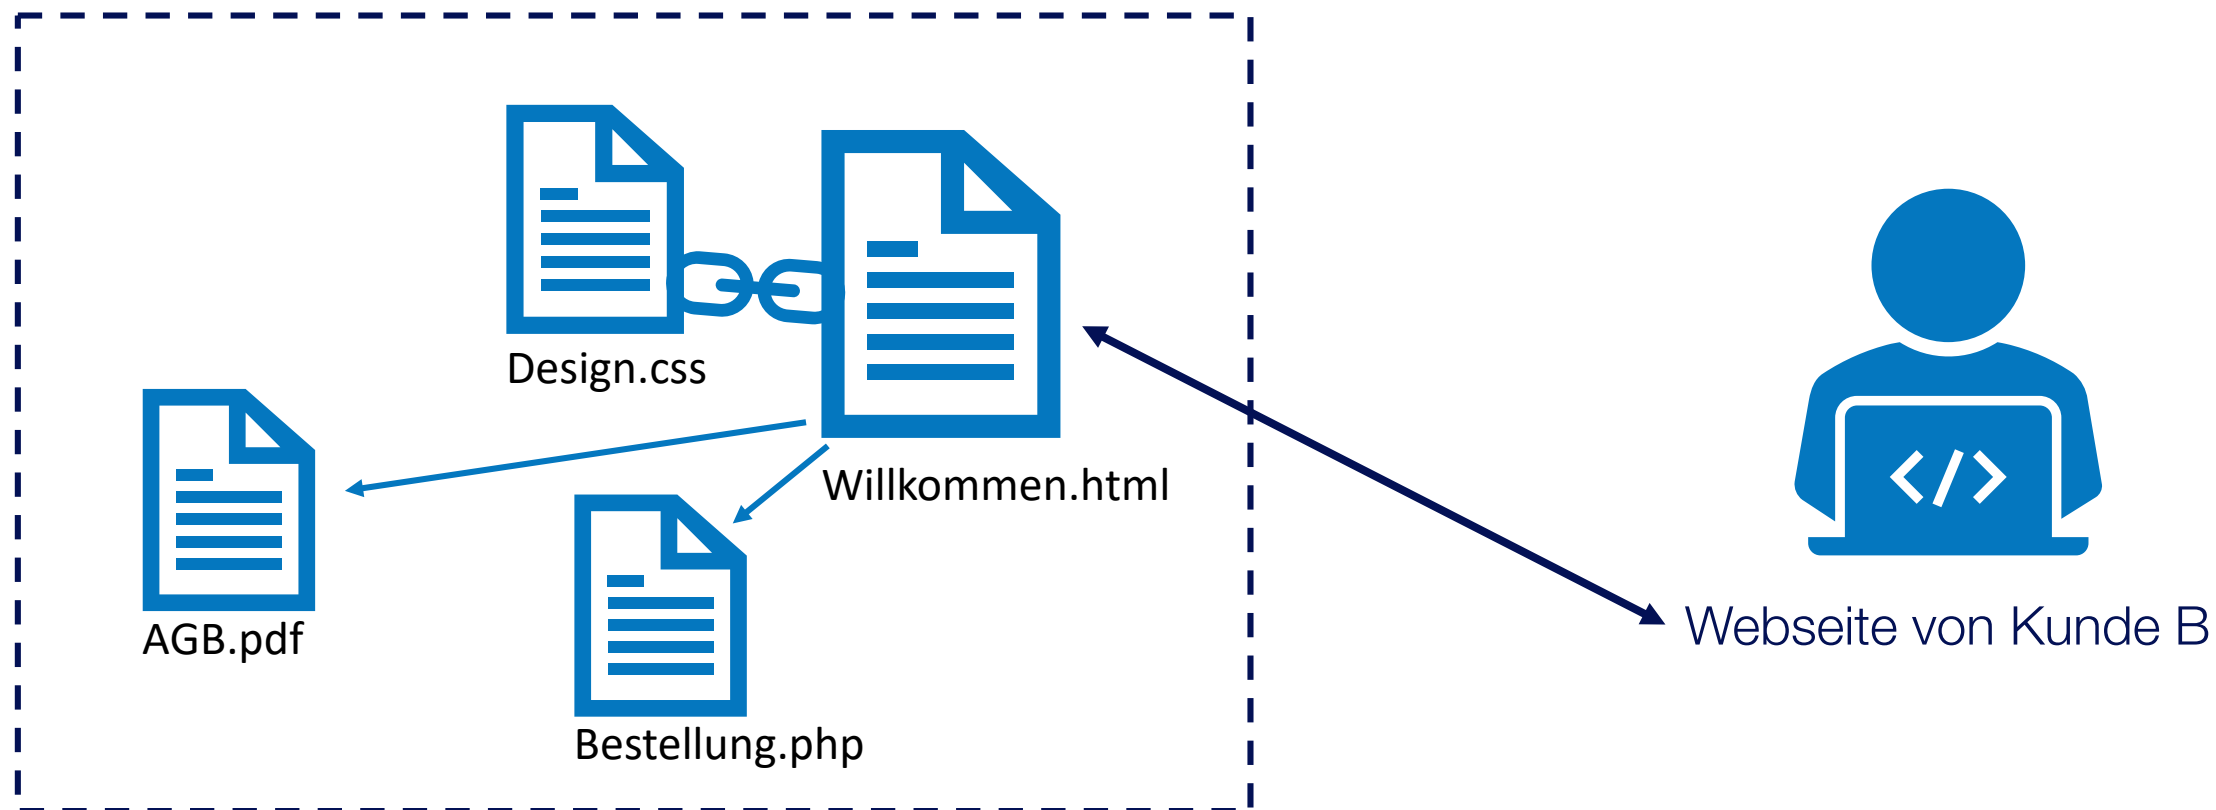 Design.css
Willkommen.html
AGB.pdf
Bestellung.php
</>
Webseite von Kunde B